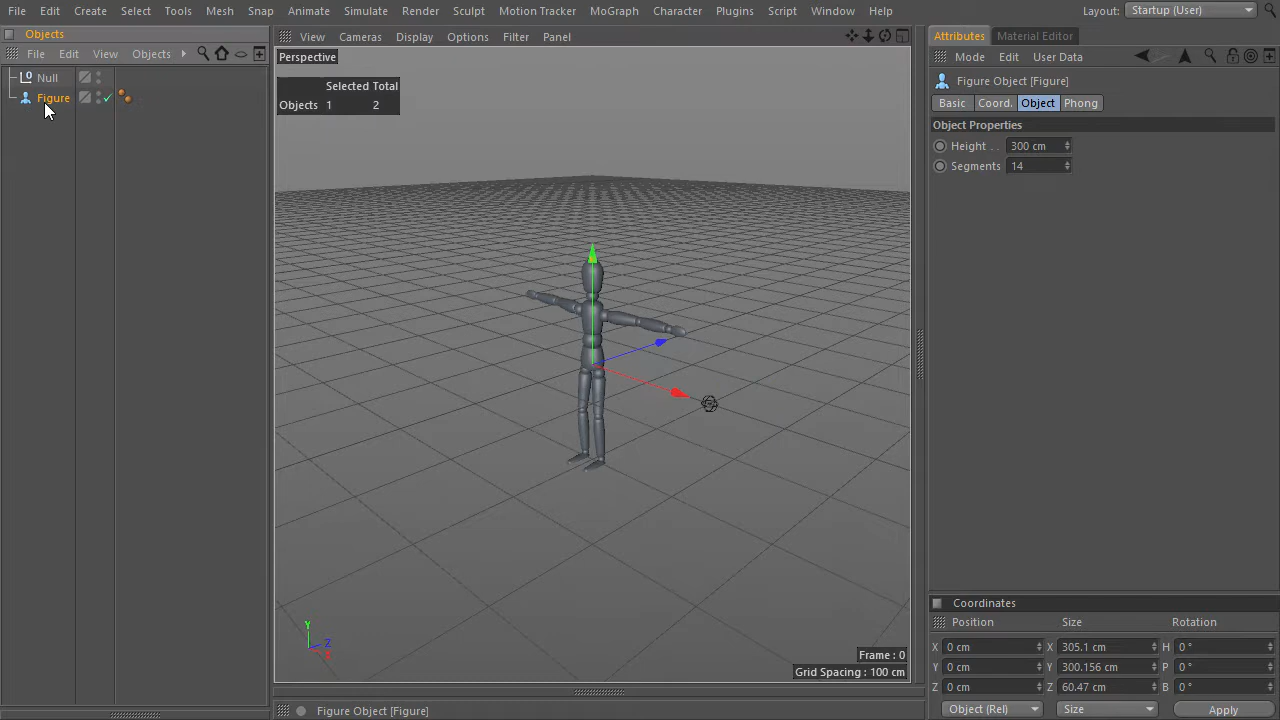 File Edit Create Select Tools Mesh Snap Animate Simulate Render Sculpt Motion Tracker MoGraph Character Plugins Script Window Help Layout: Startup (User)
Objects
File Edit View Objects
Null
Figure
View Cameras Display Options Filter Panel
Perspective
Selected Total
Objects 1 2
Y
Z
X
Frame : 0
Grid Spacing : 100 cm
Figure Object [Figure]
Attributes Material Editor
Mode Edit User Data
Figure Object [Figure]
Basic Coord. Object Phong
Object Properties
Height . . 300 cm
Segments 14
Coordinates
Position Size Rotation
X 0 cm X 305.1 cm H 0 °
Y 0 cm Y 300.156 cm P 0 °
Z 0 cm Z 60.47 cm B 0 °
Object (Rel) Size Apply